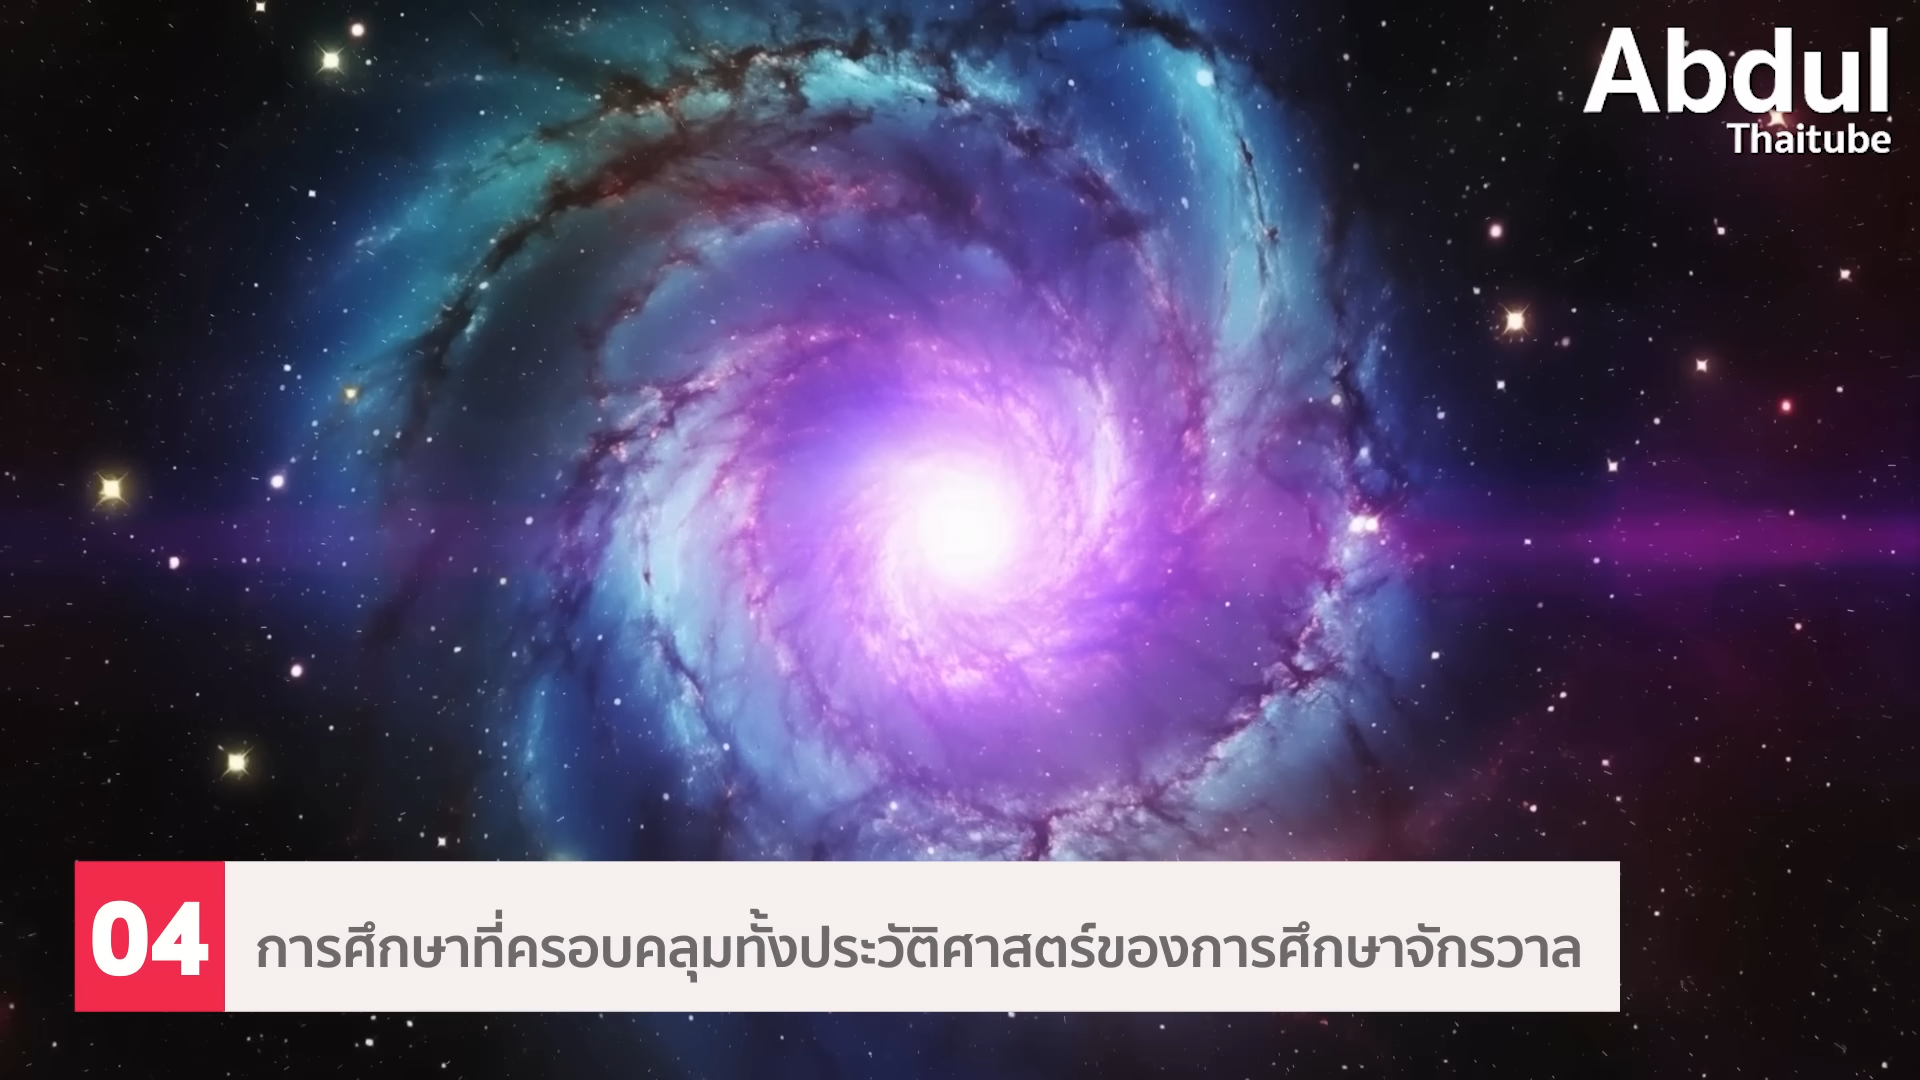 Abdul
Thaitube
04
การศึกษาที่ครอบคลุมทั้งประวัติศาสตร์ของการศึกษาจักรวาล